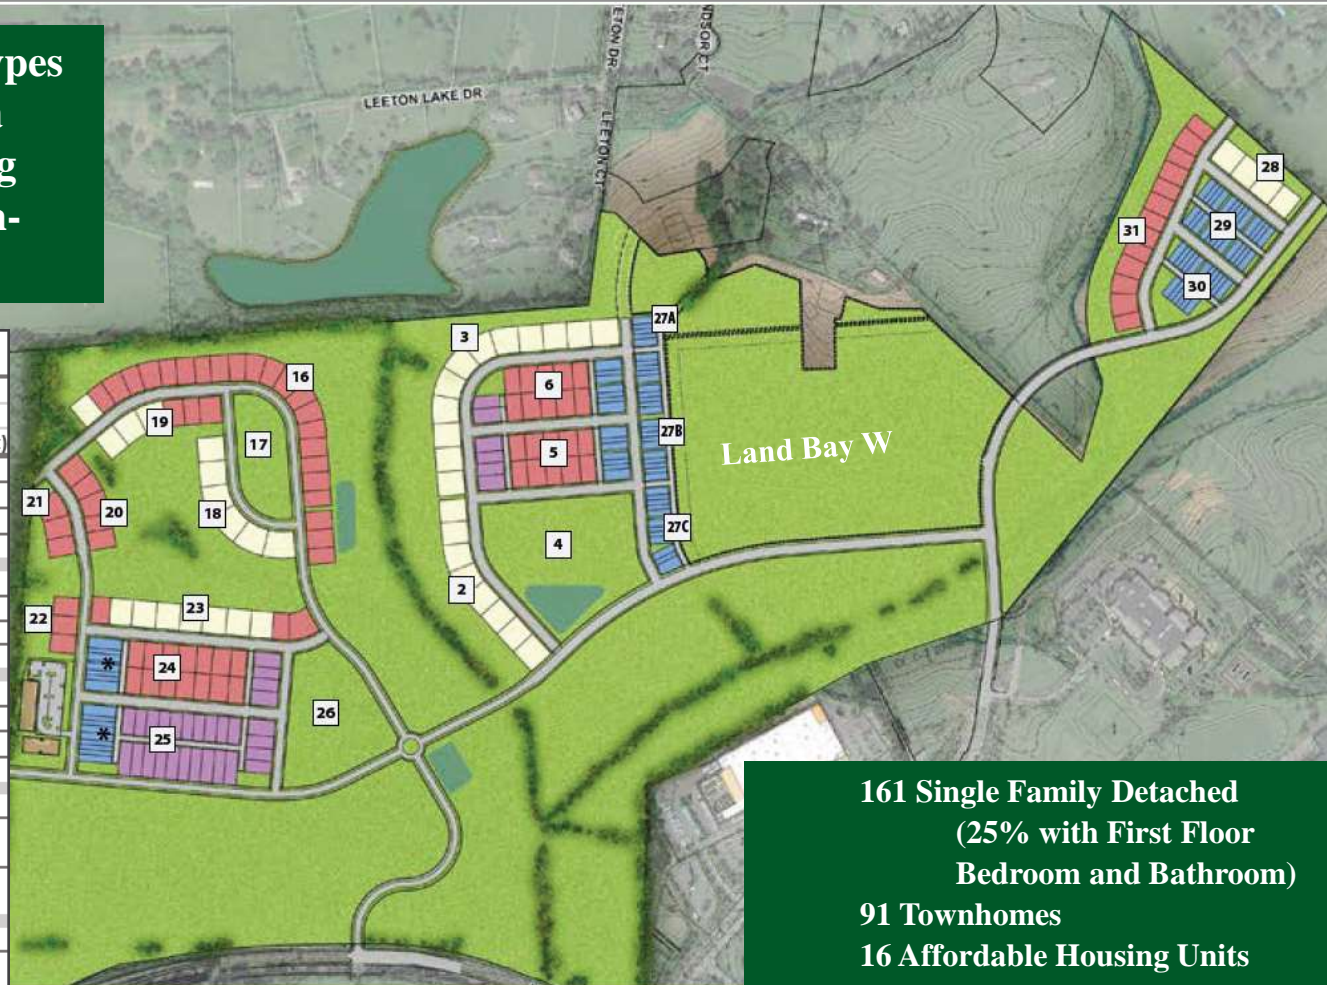 ypes
g
n-
LEETON LAKE DR
ETON DR
NDSOR CT
LEETON CT
28
29
31
30
27A
3
6
16
19
17
27B
Land Bay W
5
21
20
18
27C
4
2
23
22
*
24
26
*
25
161 Single Family Detached
(25% with First Floor
Bedroom and Bathroom)
91 Townhomes
16 Affordable Housing Units